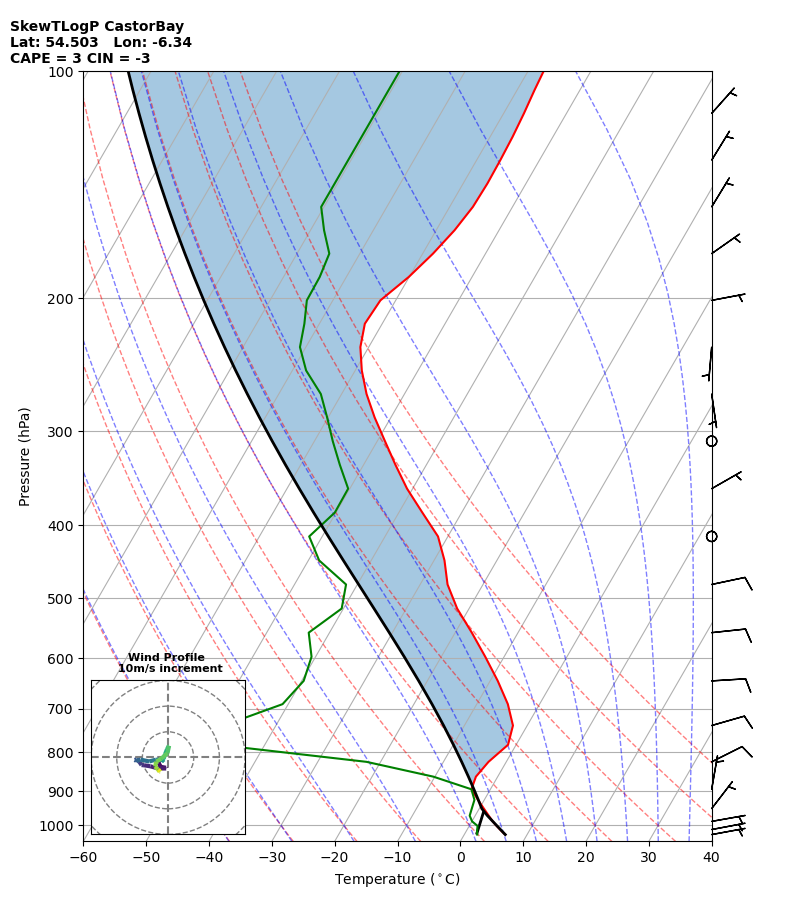 SkewTLogP CastorBay
Lat: 54.503   Lon: -6.34
CAPE = 3 CIN = -3
100
200
300
400
500
600
700
800
900
1000
Pressure (hPa)
Wind Profile
10m/s increment
−60 −50 −40 −30 −20 −10 0 10 20 30 40
Temperature (°C)